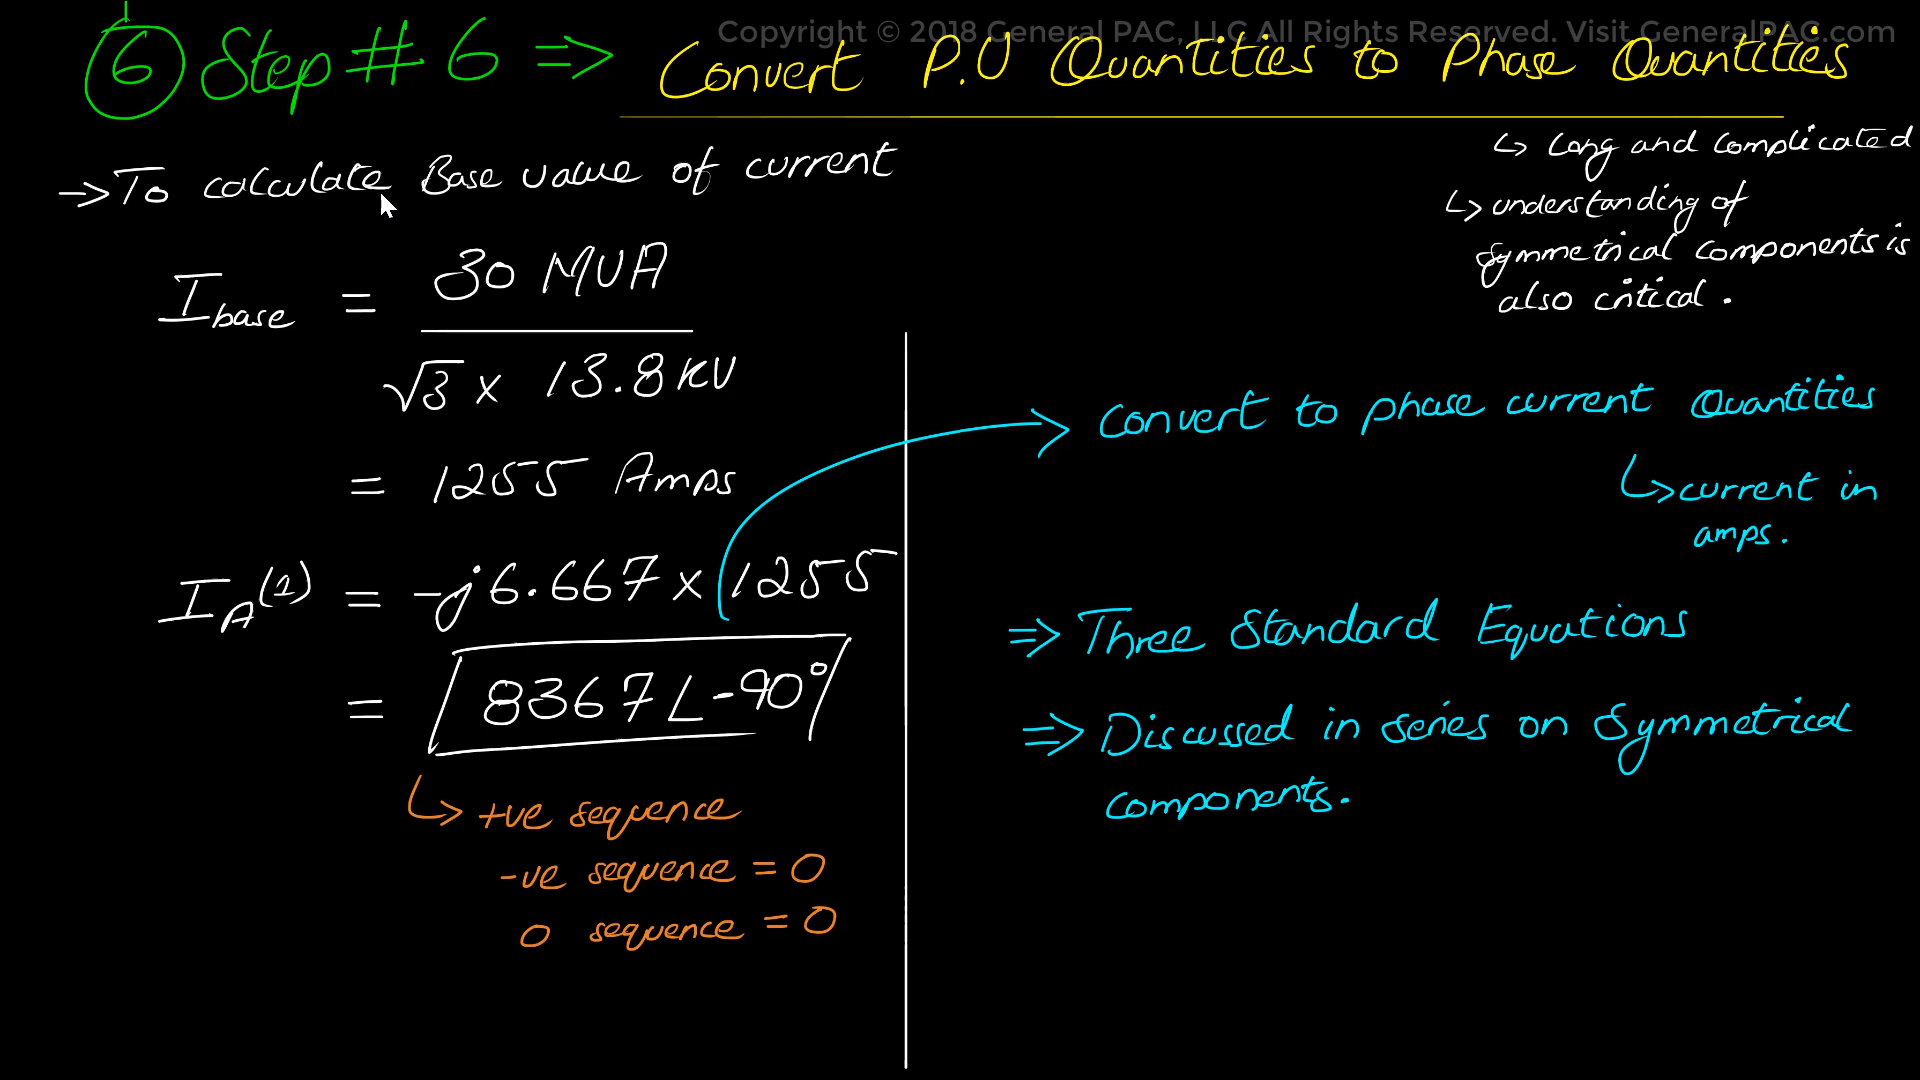 Copyright © 2018 General PAC, LLC All Rights Reserved. Visit GeneralPAC.com
⑥ Step # 6 ⇒ Convert P.U Quantities to Phase Quantities
→ To calculate Base value of current
I_base = 30 MVA / (√3 × 13.8 KV)
= 1255 Amps
I_A^(1) = -j6.667 × 1255
= 8367∠-90°
↳ +ve sequence
-ve sequence = 0
0 sequence = 0
↳ Long and complicated
↳ understanding of
symmetrical components is
also critical.
→ Convert to phase current Quantities
↳ current in
amps.
⇒ Three Standard Equations
⇒ Discussed in series on Symmetrical
components.